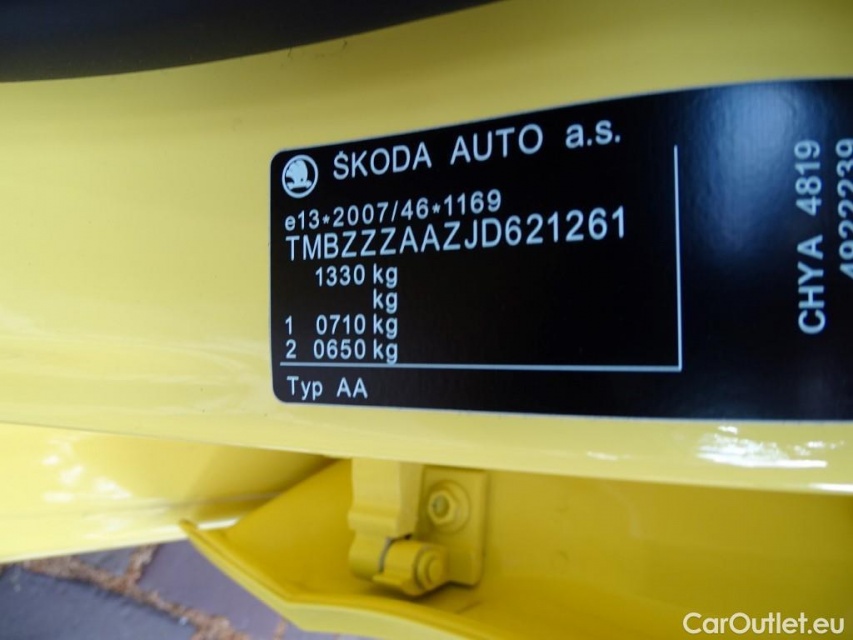 ŠKODA AUTO a.s.
e13*2007/46*1169
TMBZZZAAZJD621261
1330 kg
kg
1 0710 kg
2 0650 kg
Typ AA
CHYA 4819
4922239
CarOutlet.eu